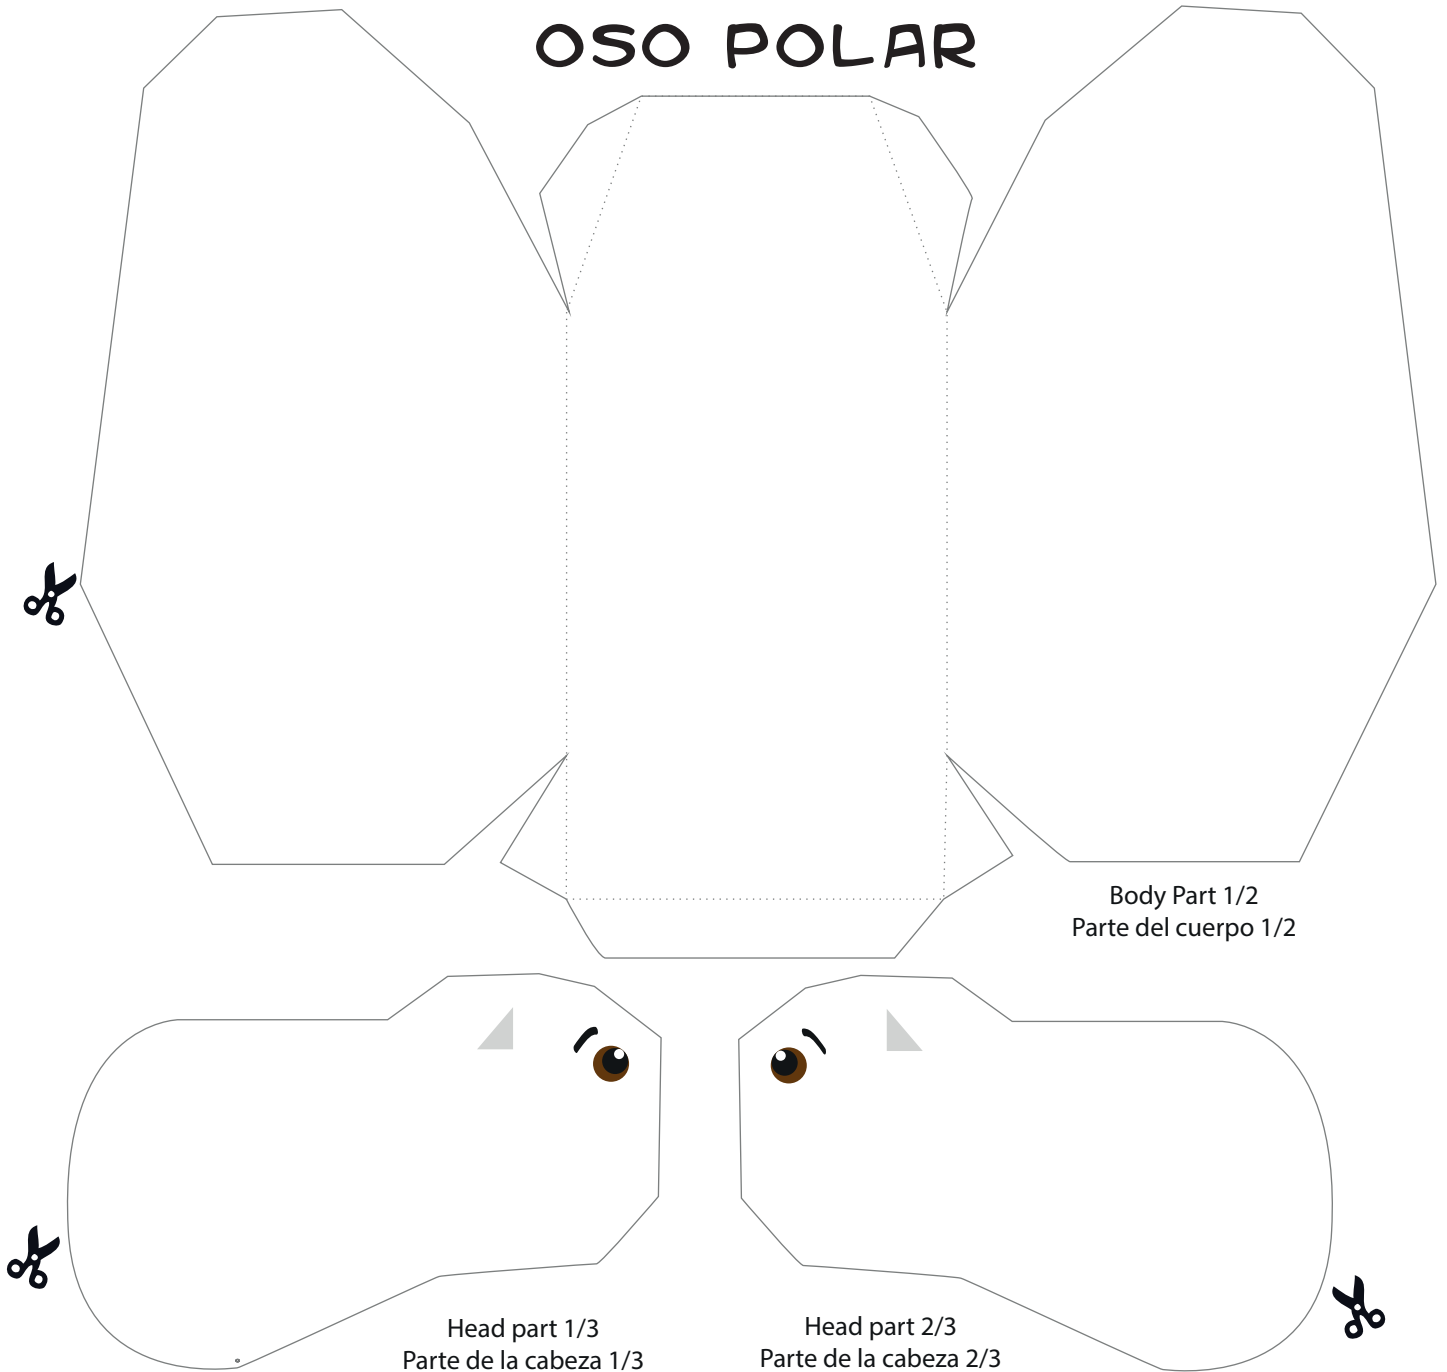 OSO POLAR
Body Part 1/2
Parte del cuerpo 1/2
Head part 1/3
Parte de la cabeza 1/3
Head part 2/3
Parte de la cabeza 2/3